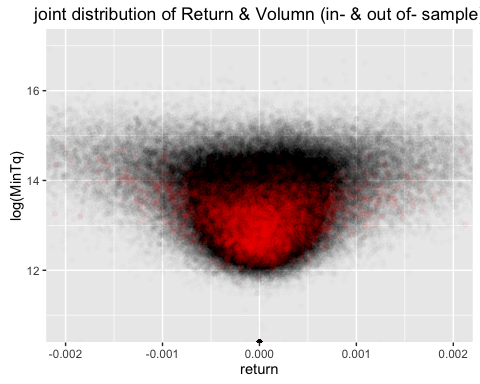 joint distribution of Return & Volumn (in- & out of- sample
log(MinTq)
16
14
12
-0.002
-0.001
0.000
0.001
0.002
return